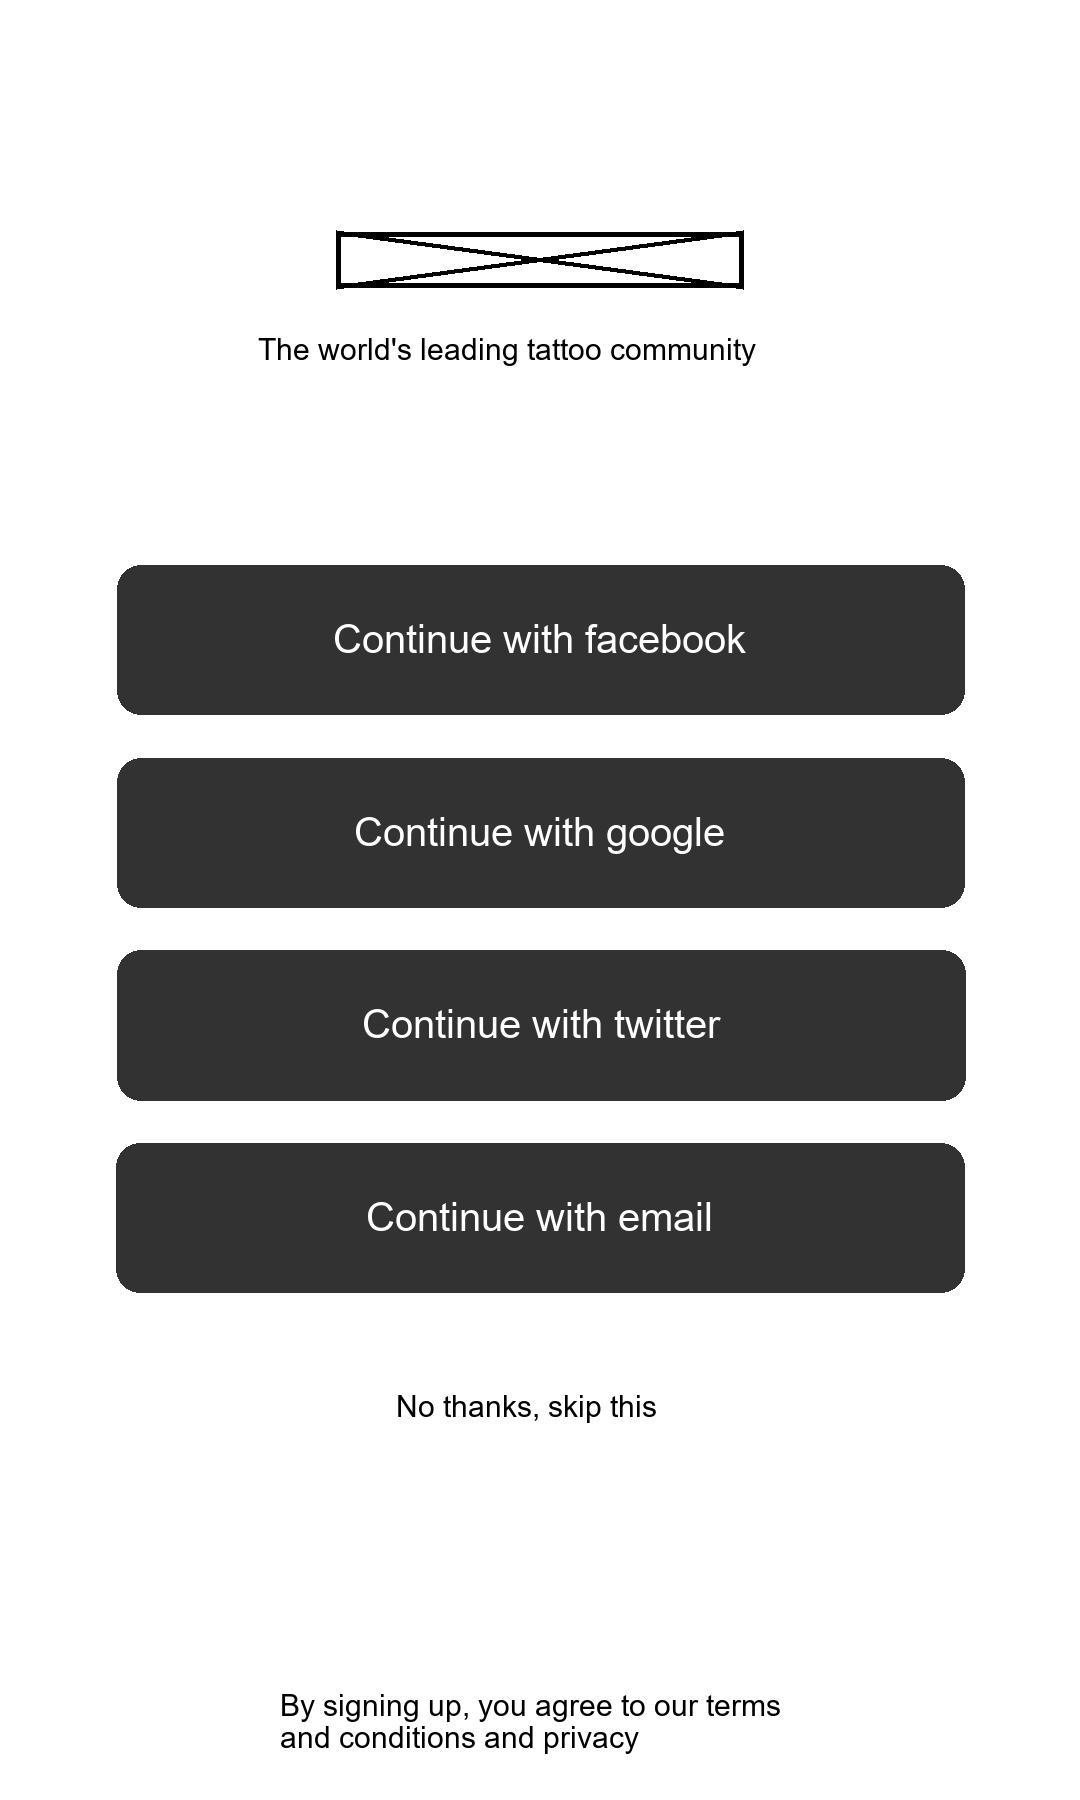 The world's leading tattoo community
Continue with facebook
Continue with google
Continue with twitter
Continue with email
No thanks, skip this
By signing up, you agree to our terms
and conditions and privacy